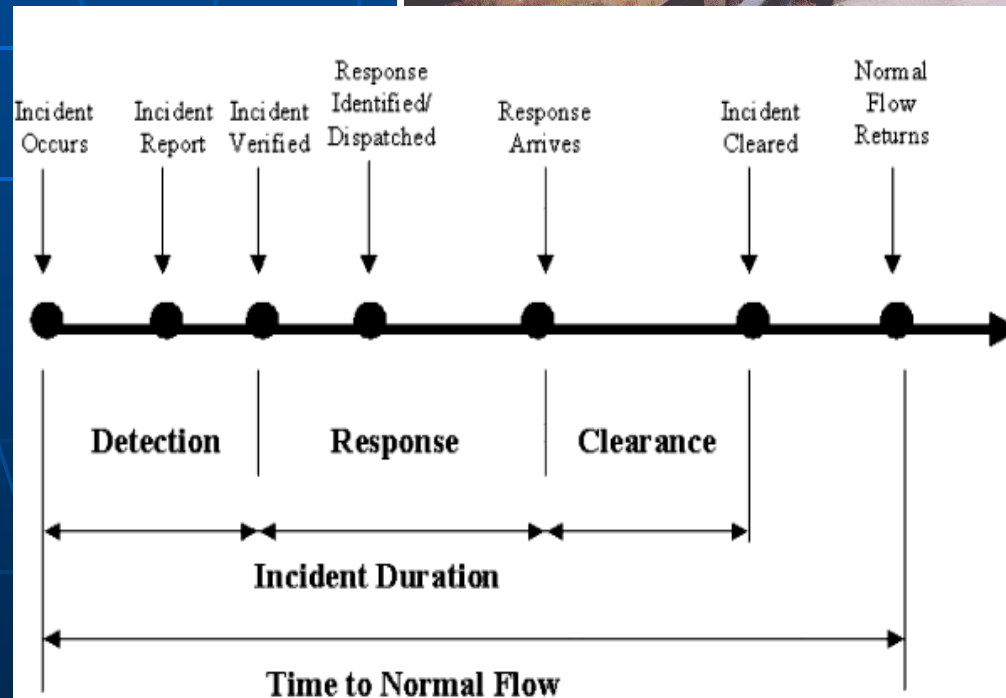 Incident
Occurs
Incident
Report
Incident
Verified
Response
Identified/
Dispatched
Response
Arrives
Incident
Cleared
Normal
Flow
Returns
Detection
Response
Clearance
Incident Duration
Time to Normal Flow